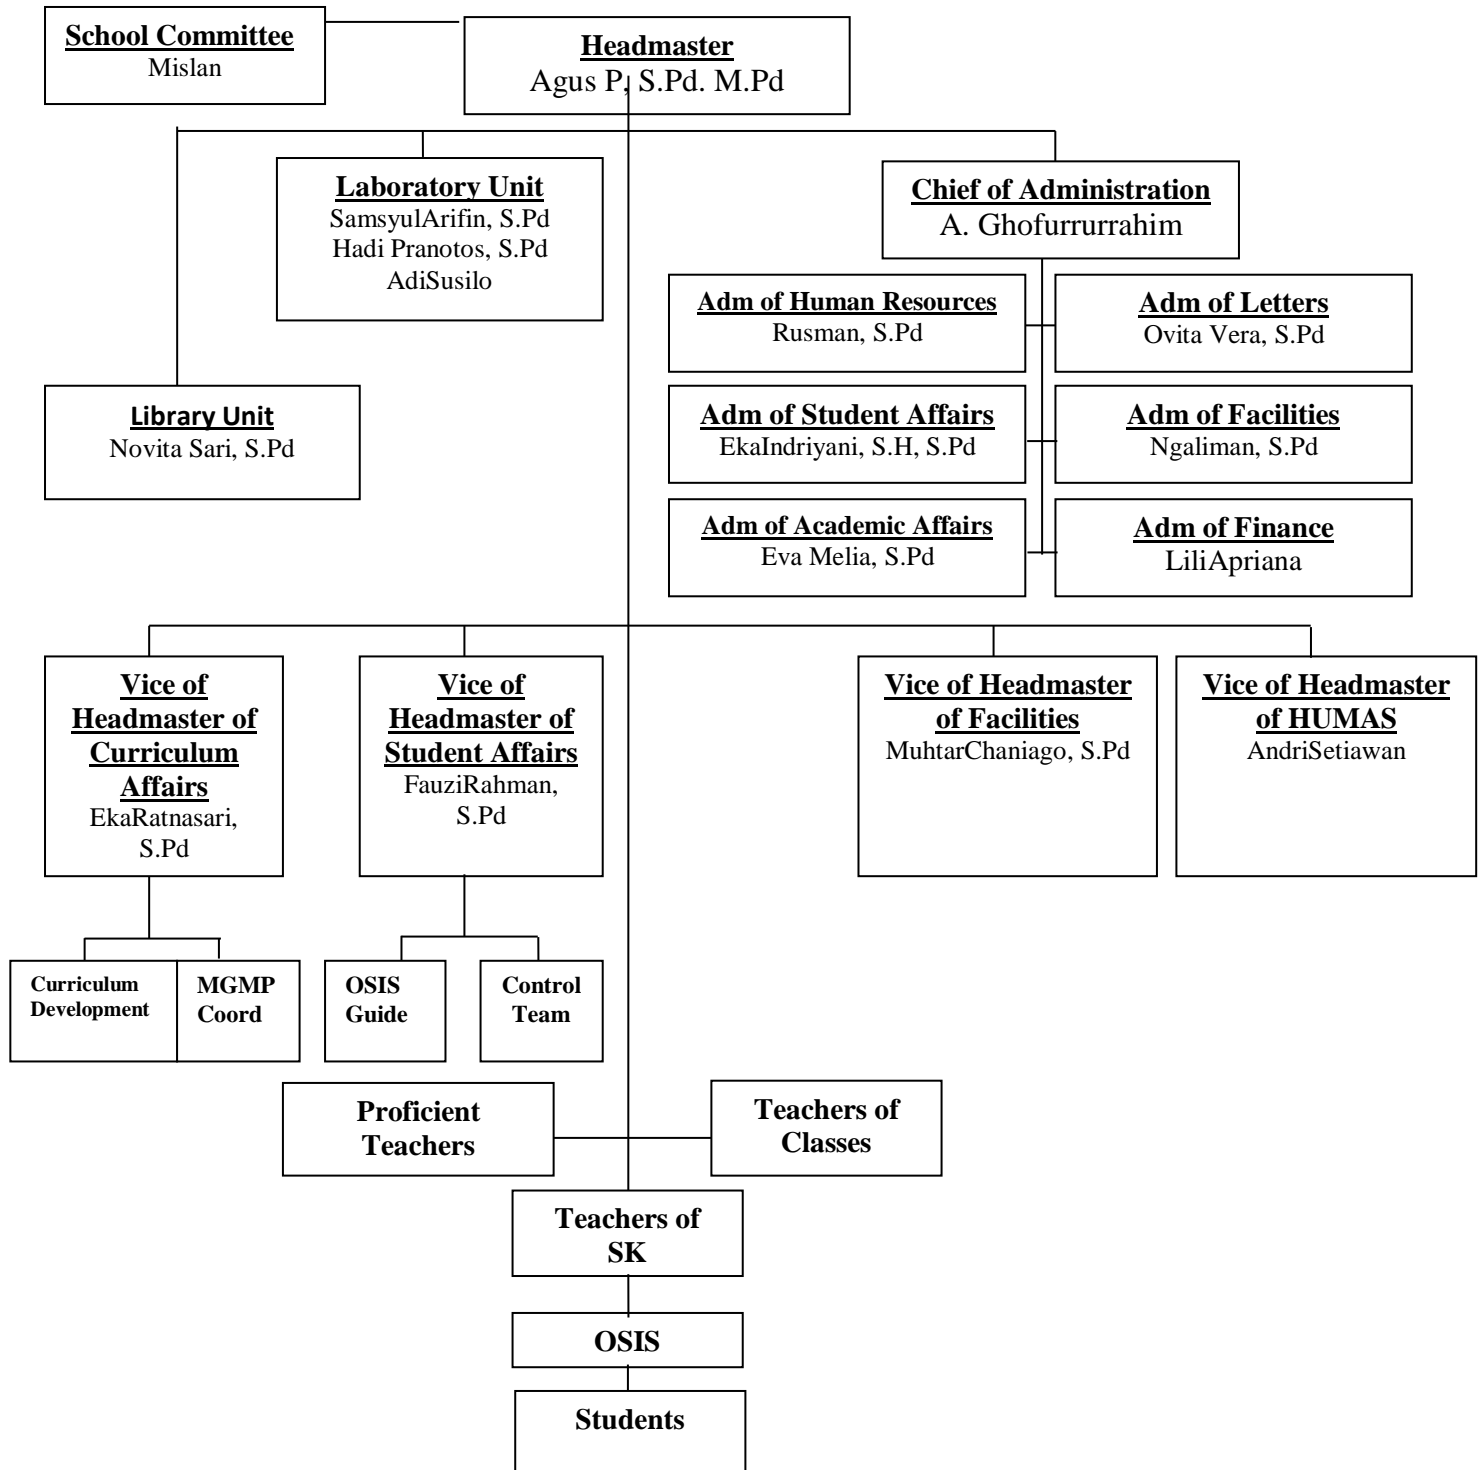 School Committee
Mislan
Headmaster
Agus P, S.Pd. M.Pd
Laboratory Unit
SamsyulArifin, S.Pd
Hadi Pranotos, S.Pd
AdiSusilo
Chief of Administration
A. Ghofurrurrahim
Adm of Human Resources
Rusman, S.Pd
Adm of Letters
Ovita Vera, S.Pd
Library Unit
Novita Sari, S.Pd
Adm of Student Affairs
EkaIndriyani, S.H, S.Pd
Adm of Facilities
Ngaliman, S.Pd
Adm of Academic Affairs
Eva Melia, S.Pd
Adm of Finance
LiliApriana
Vice of
Headmaster of
Curriculum
Affairs
EkaRatnasari,
S.Pd
Vice of
Headmaster of
Student Affairs
FauziRahman,
S.Pd
Vice of Headmaster
of Facilities
MuhtarChaniago, S.Pd
Vice of Headmaster
of HUMAS
AndriSetiawan
Curriculum
Development
MGMP
Coord
OSIS
Guide
Control
Team
Proficient
Teachers
Teachers of
Classes
Teachers of
SK
OSIS
Students